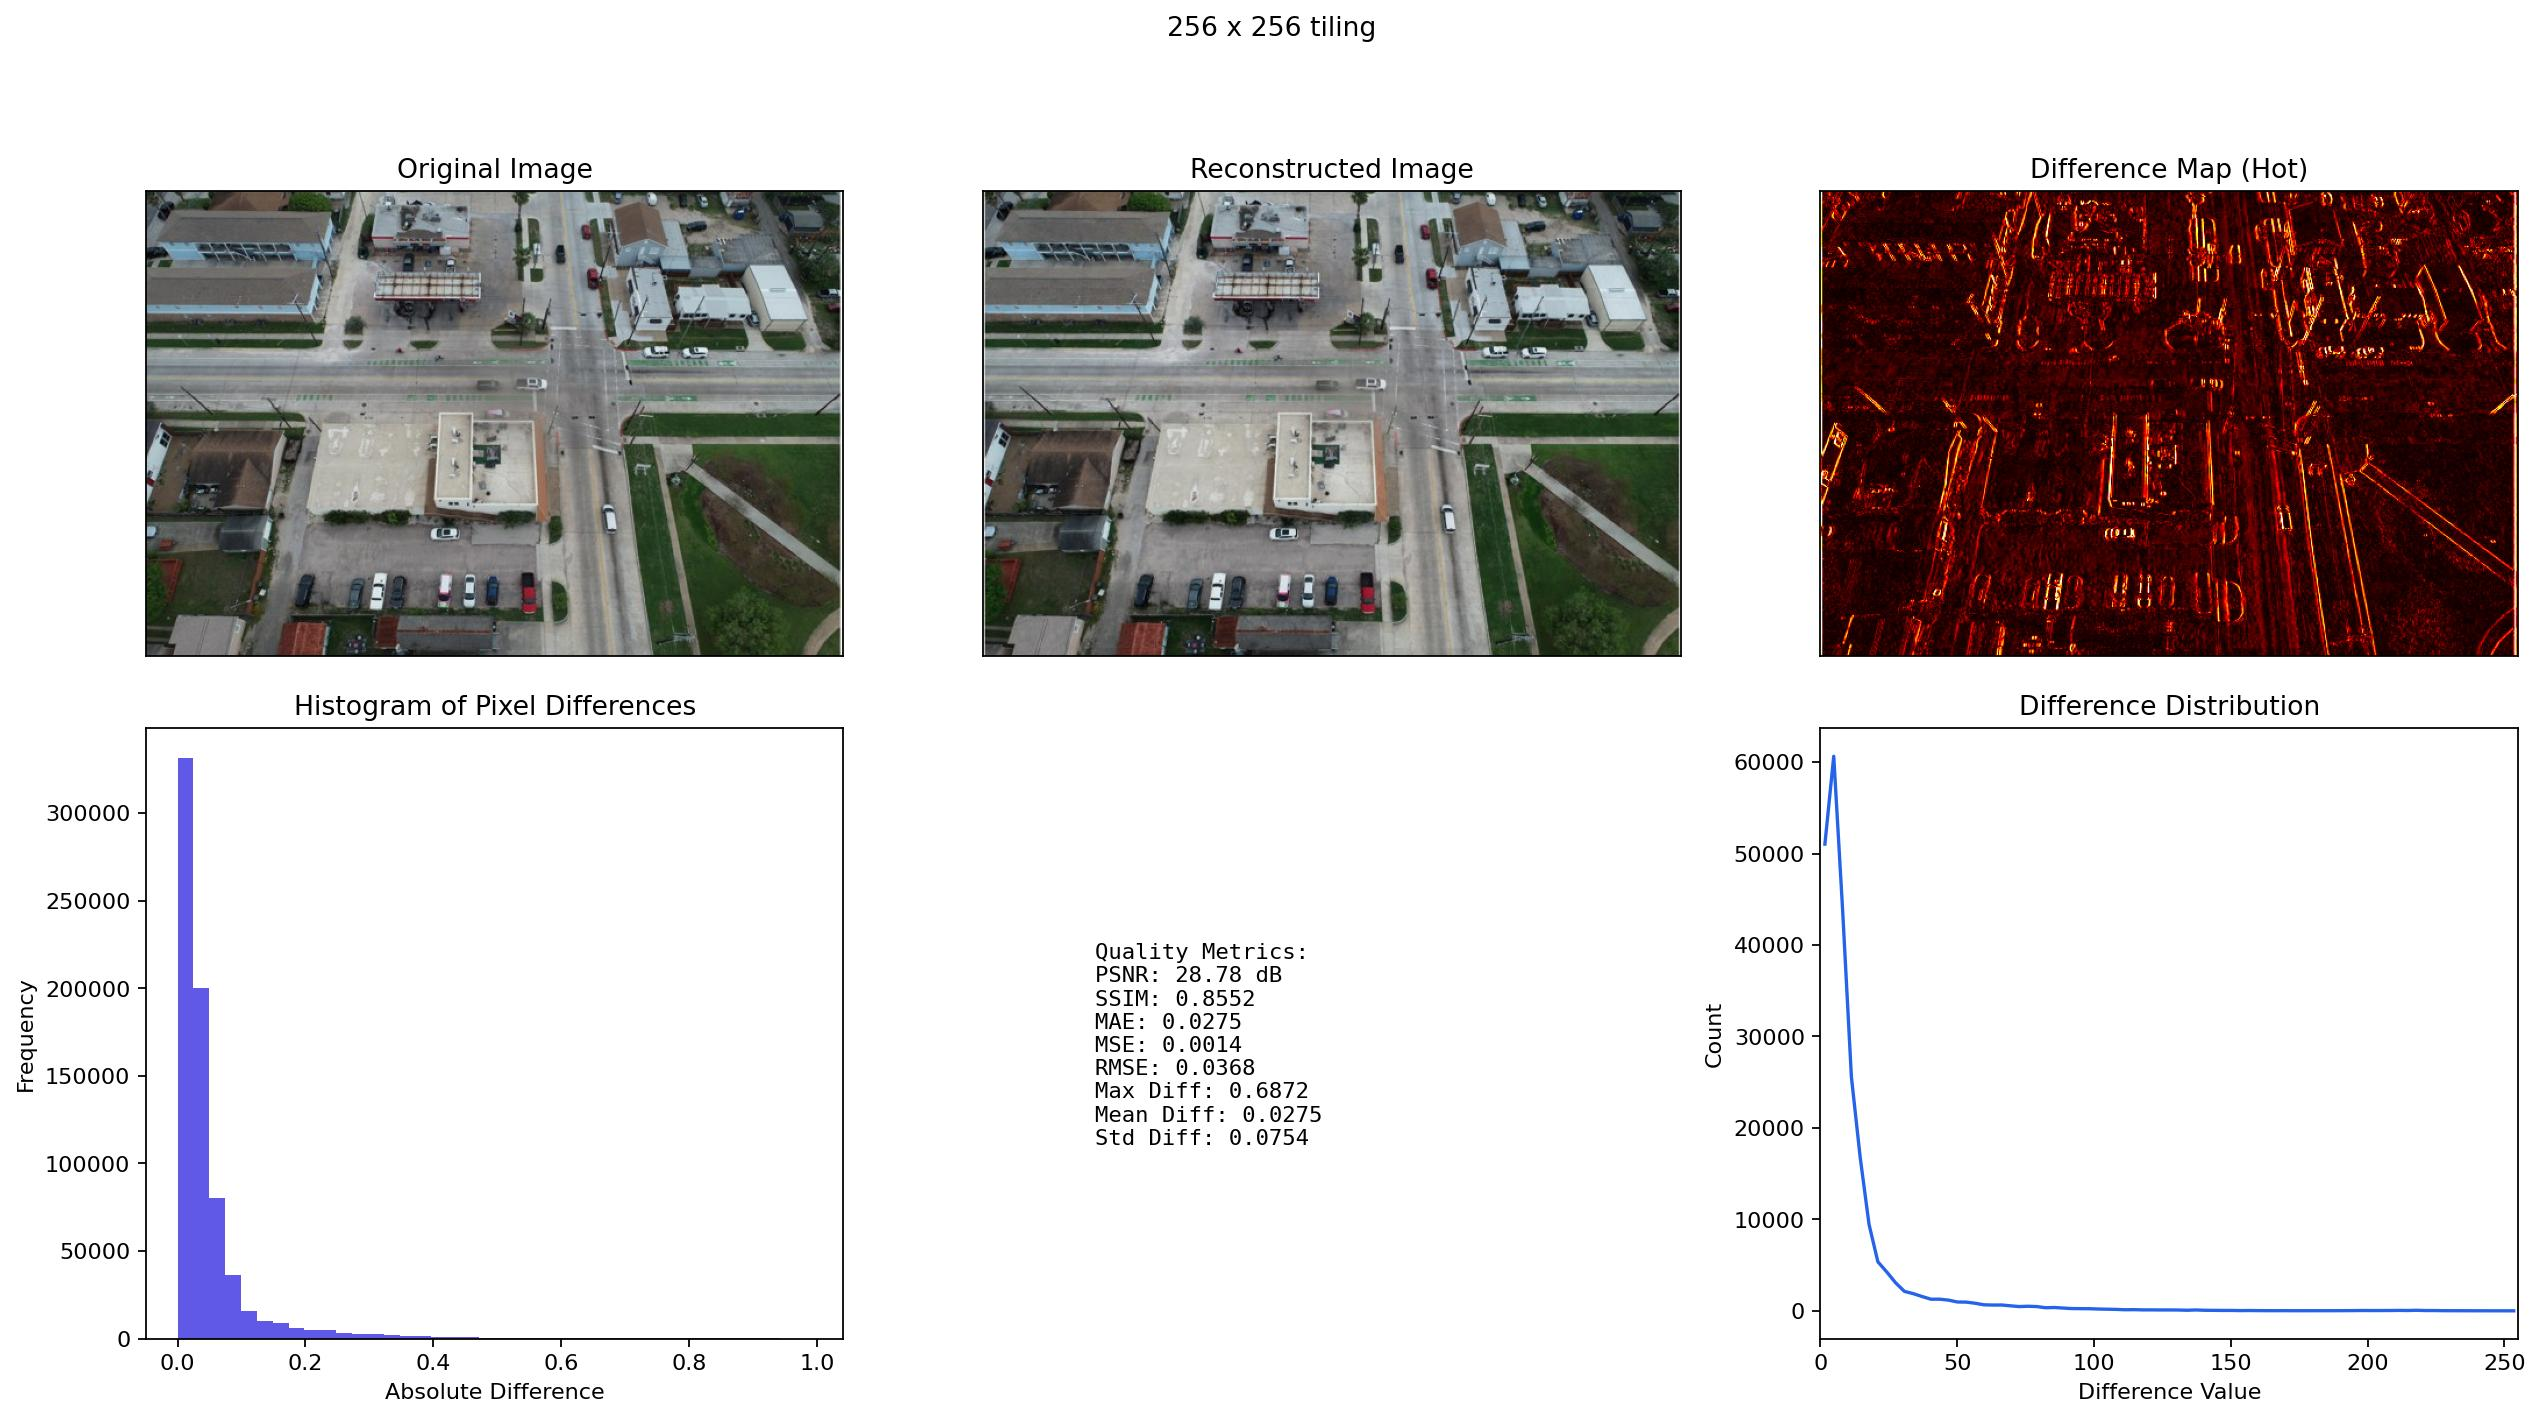 256 x 256 tiling
Original Image
Reconstructed Image
Difference Map (Hot)
Histogram of Pixel Differences
Frequency
300000
250000
200000
150000
100000
50000
0
0.0 0.2 0.4 0.6 0.8 1.0
Absolute Difference
Quality Metrics:
PSNR: 28.78 dB
SSIM: 0.8552
MAE: 0.0275
MSE: 0.0014
RMSE: 0.0368
Max Diff: 0.6872
Mean Diff: 0.0275
Std Diff: 0.0754
Difference Distribution
Count
60000
50000
40000
30000
20000
10000
0
0 50 100 150 200 250
Difference Value